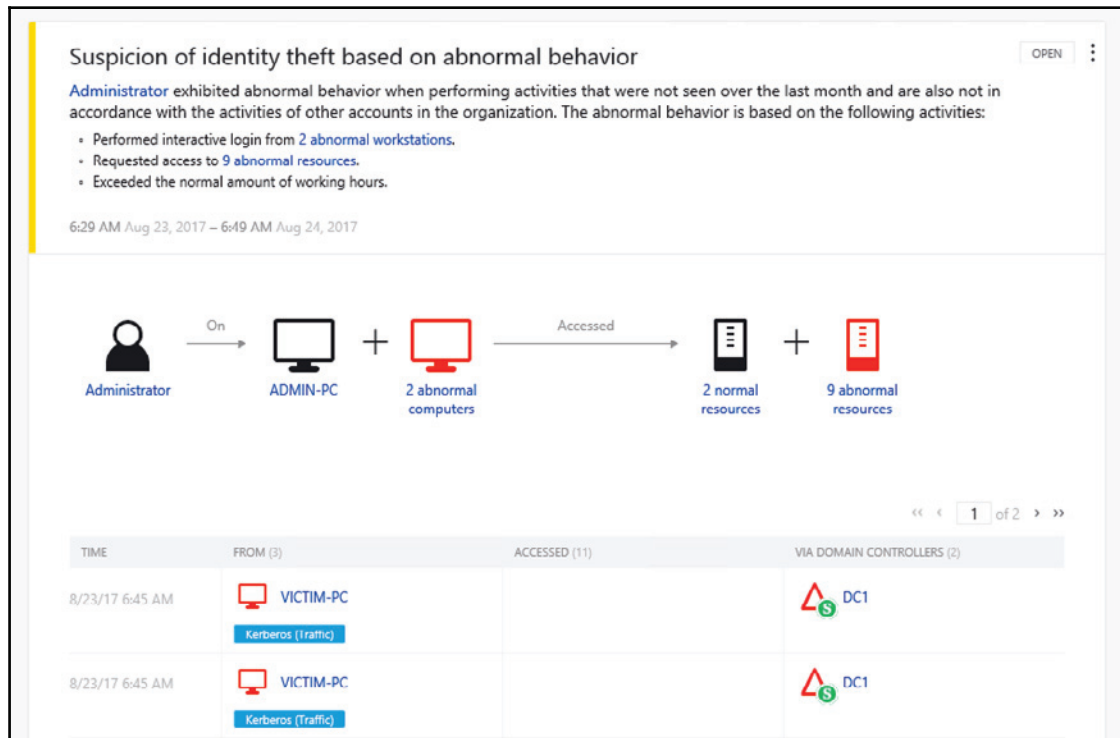 Suspicion of identity theft based on abnormal behavior
OPEN
Administrator exhibited abnormal behavior when performing activities that were not seen over the last month and are also not in
accordance with the activities of other accounts in the organization. The abnormal behavior is based on the following activities:
Performed interactive login from 2 abnormal workstations.
Requested access to 9 abnormal resources.
Exceeded the normal amount of working hours.
6:29 AM Aug 23, 2017 – 6:49 AM Aug 24, 2017
On
Accessed
Administrator
ADMIN-PC
2 abnormal
computers
2 normal
resources
9 abnormal
resources
1 of 2
TIME FROM (3) ACCESSED (11) VIA DOMAIN CONTROLLERS (2)
8/23/17 6:45 AM VICTIM-PC S DC1
Kerberos (Traffic)
8/23/17 6:45 AM VICTIM-PC S DC1
Kerberos (Traffic)